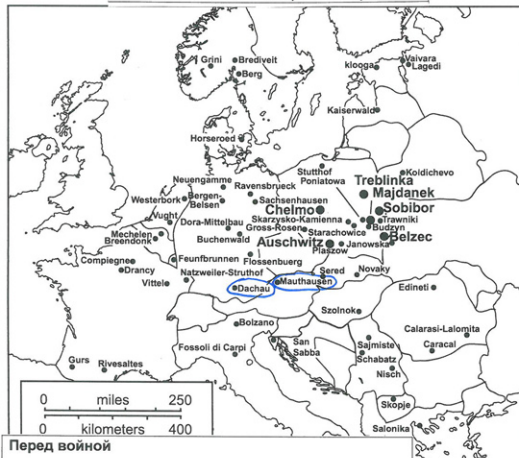 Grini
Bredivelt
Berg
klooga
Vaivara
Lagedi
Kaiserwald
Horseroed
Stutthof
Poniatowa
Koldichevo
Neuengamme
Ravensbrueck
Treblinka
Westerbork
Bergen-
Belsen
Sachsenhausen
Majdanek
Vught
Chelmo
Sobibor
Dora-Mittelbau
Skarzysko-Kamienna
Trawniki
Mechelen
Breendonk
Gross-Rosen
Starachowice
Budzyn
Buchenwald
Auschwitz
Plaszow
Janowska
Belzec
Compiegne
Feunfbrunnen
Flossenburg
Drancy
Natzweiler-Struthof
Sered
Novaky
Vittel
Dachau
Mauthausen
Edineti
Szolnok
Bolzano
Calarasi-Lalomita
Fossoli di Carpi
San
Sabba
Sajmiste
Schabatz
Caracal
Gurs
Rivesaltes
Nisch
Skopje
Salonika
0 miles 250
0 kilometers 400
Перед войной